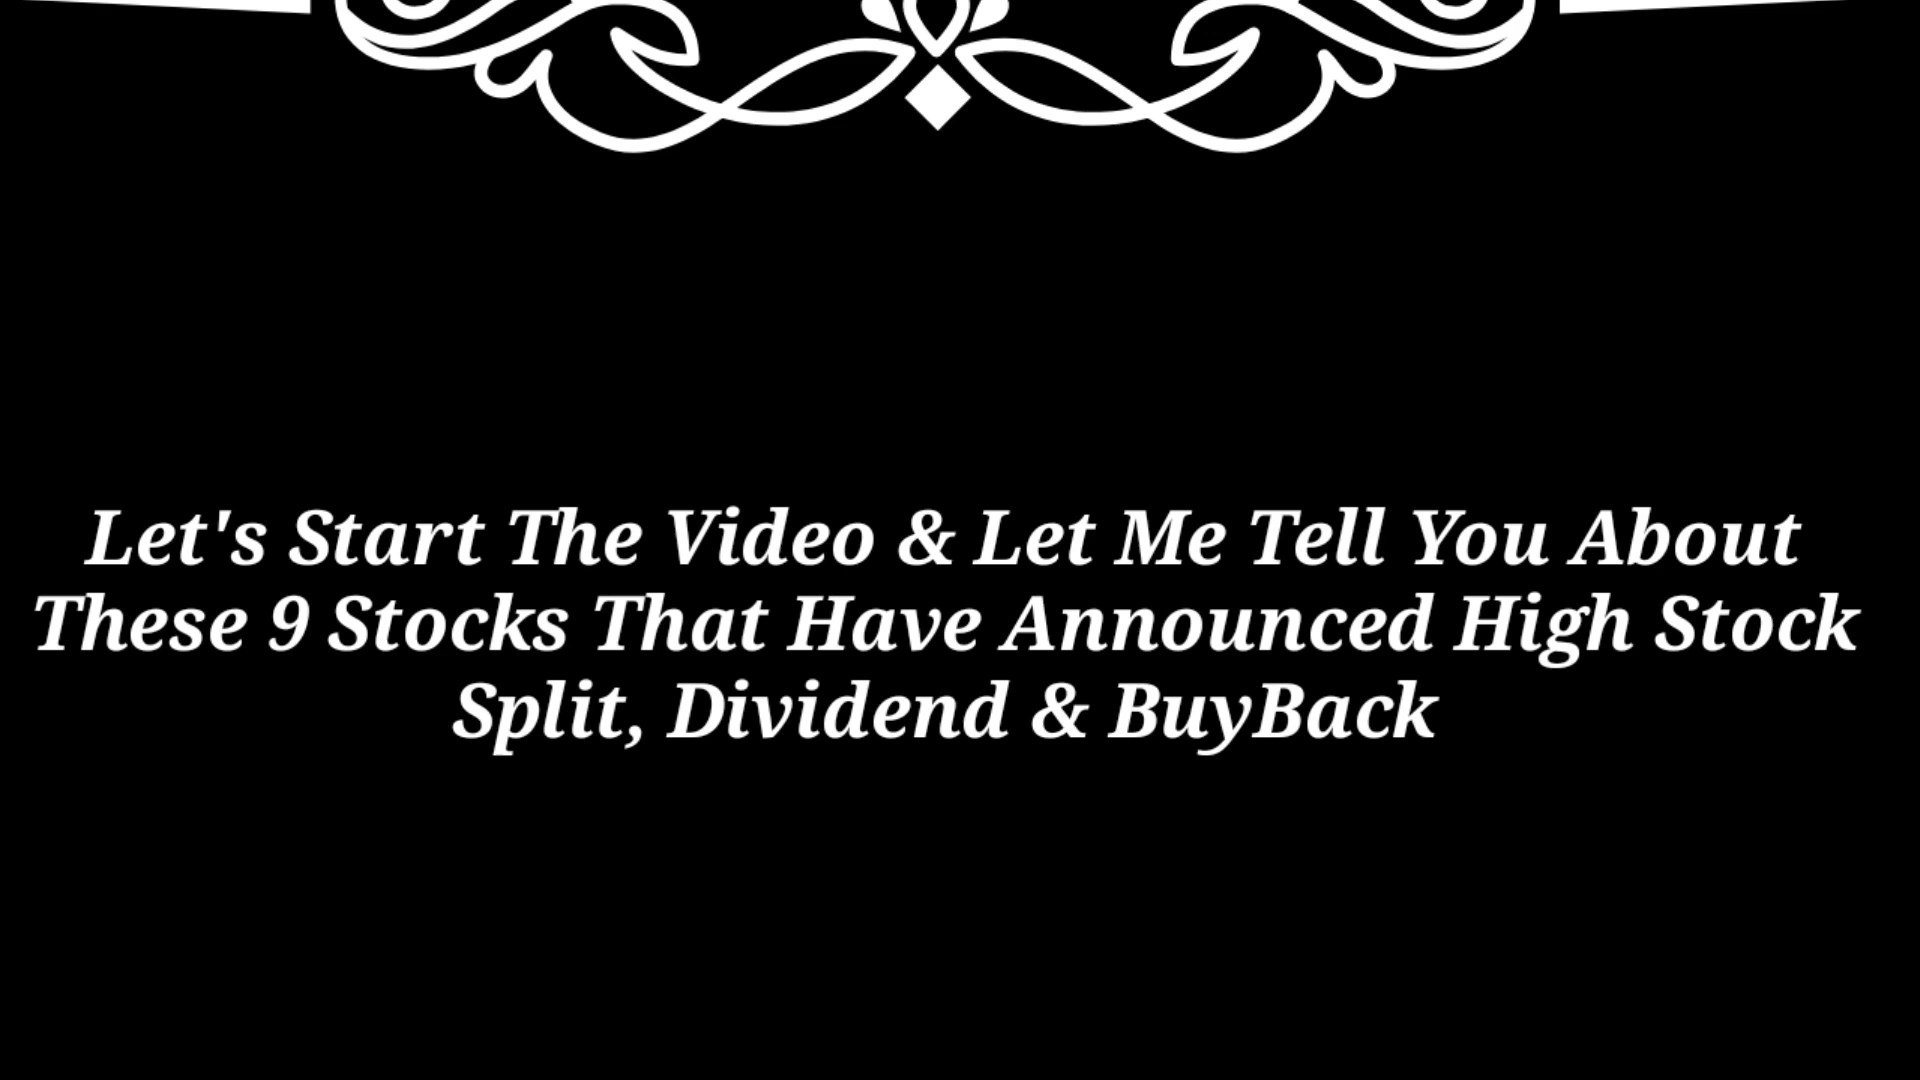 Let's Start The Video & Let Me Tell You About
These 9 Stocks That Have Announced High Stock
Split, Dividend & BuyBack